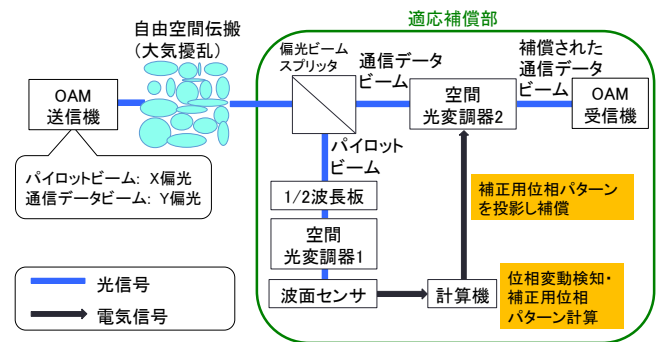 適応補償部
自由空間伝搬
(大気擾乱)
偏光ビーム
スプリッタ
通信データ
ビーム
補償された
通信データ
ビーム
OAM
送信機
空間
光変調器2
OAM
受信機
パイロット
ビーム
パイロットビーム: X偏光
通信データビーム: Y偏光
1/2波長板
補正用位相パターン
を投影し補償
空間
光変調器1
光信号
電気信号
波面センサ
計算機
位相変動検知・
補正用位相
パターン計算